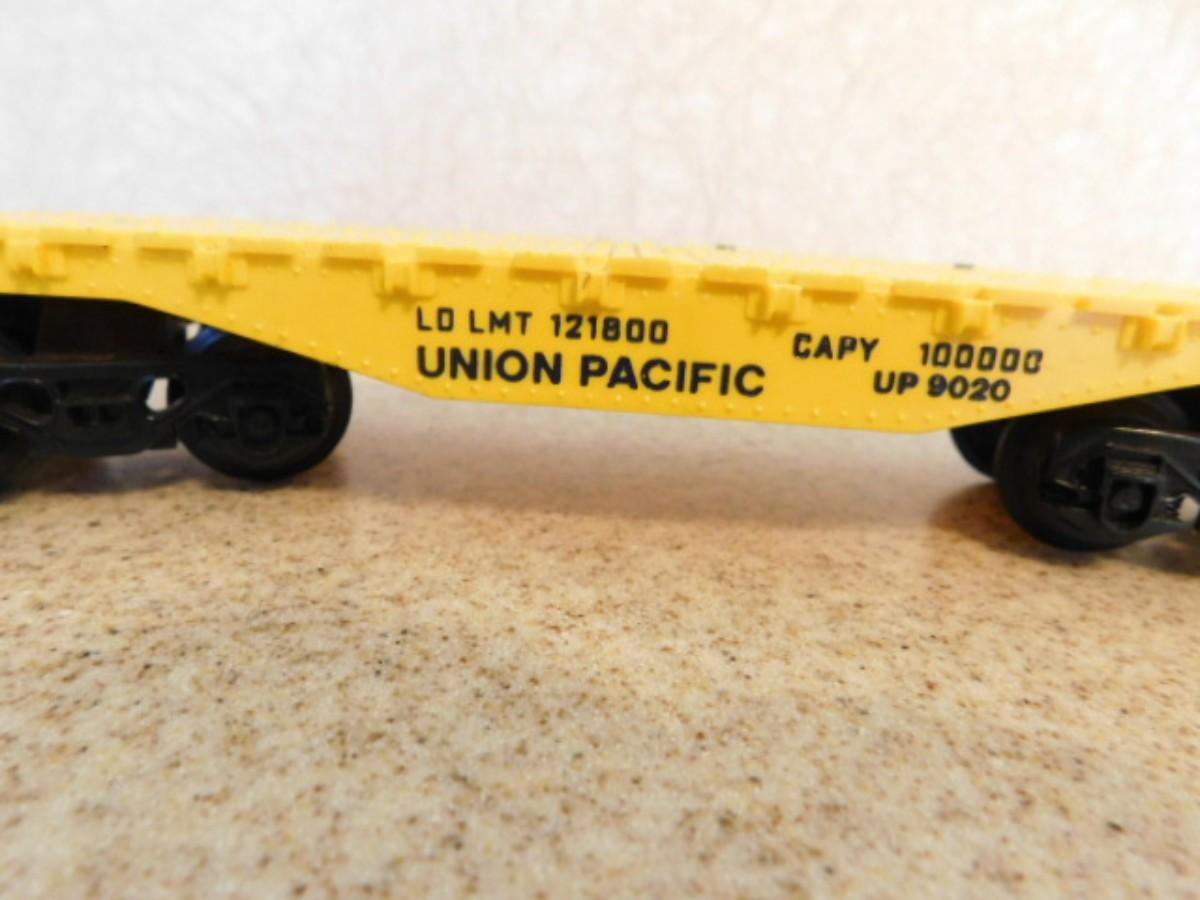 LD LMT 121800 CAPY 100000
UNION PACIFIC UP 9020